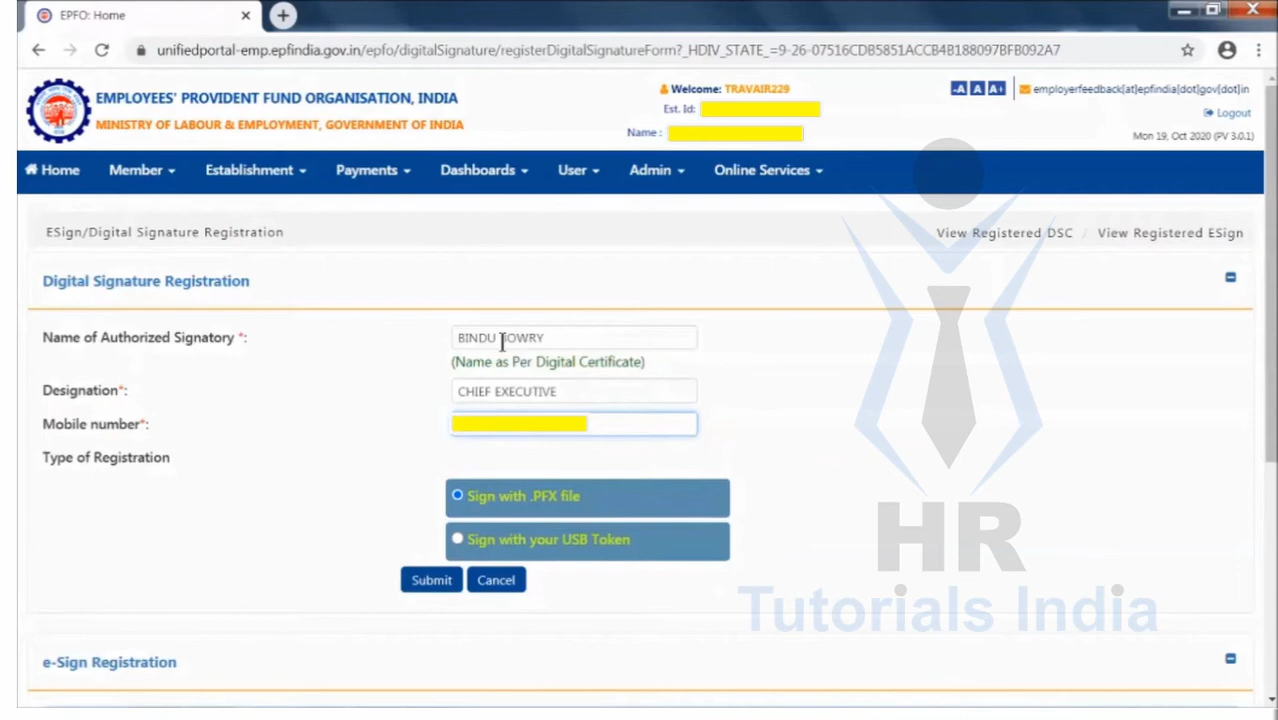 EPFO: Home
unifiedportal-emp.epfindia.gov.in/epfo/digitalSignature/registerDigitalSignatureForm?_HDIV_STATE_=9-26-07516CDB5851ACCB4B188097BFB092A7
EMPLOYEES' PROVIDENT FUND ORGANISATION, INDIA
MINISTRY OF LABOUR & EMPLOYMENT, GOVERNMENT OF INDIA
Welcome: TRAVAIR229
Est. Id:
Name :
-A A A+
employerfeedback[at]epfindia[dot]gov[dot]in
Logout
Mon 19, Oct 2020 (PV 3.0.1)
Home Member Establishment Payments Dashboards User Admin Online Services
ESign/Digital Signature Registration
View Registered DSC / View Registered ESign
Digital Signature Registration
Name of Authorized Signatory *:
BINDU
(Name as Per Digital Certificate)
Designation*:
CHIEF EXECUTIVE
Mobile number*:
Type of Registration
Sign with .PFX file
Sign with your USB Token
Submit Cancel
HR
Tutorials India
e-Sign Registration